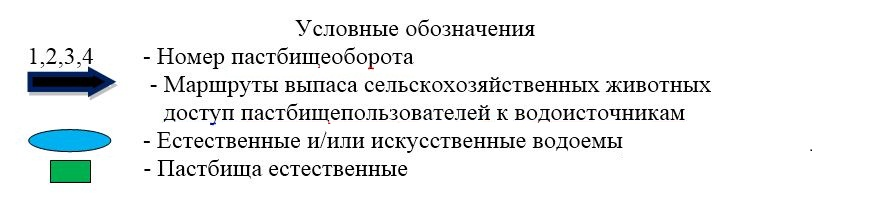 Условные обозначения
1,2,3,4 - Номер пастбищеоборота
- Маршруты выпаса сельскохозяйственных животных
доступ пастбищепользователей к водоисточникам
- Естественные и/или искусственные водоемы
- Пастбища естественные